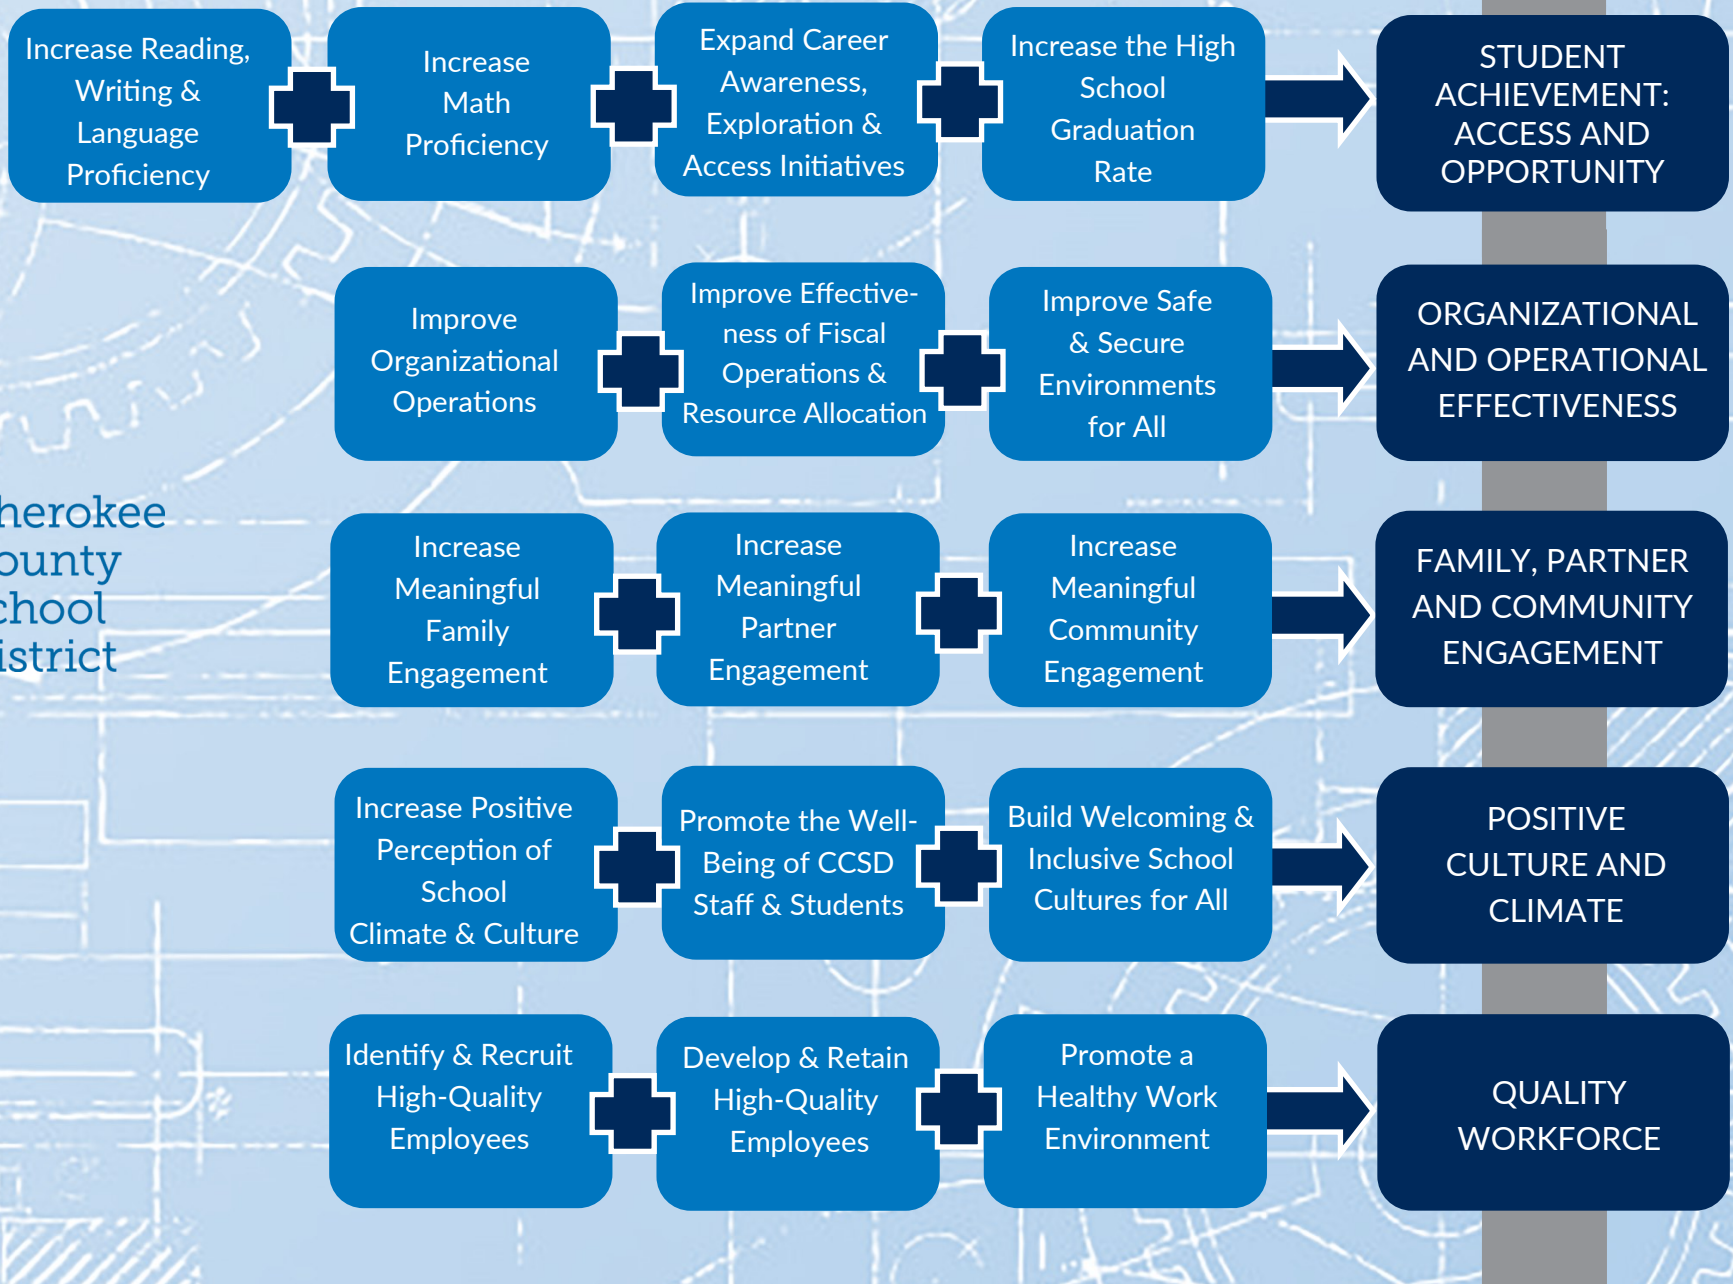 Increase Reading,
Writing &
Language
Proficiency
Increase
Math
Proficiency
Expand Career
Awareness,
Exploration &
Access Initiatives
Increase the High
School
Graduation
Rate
STUDENT
ACHIEVEMENT:
ACCESS AND
OPPORTUNITY
Improve
Organizational
Operations
Improve Effective-
ness of Fiscal
Operations &
Resource Allocation
Improve Safe
& Secure
Environments
for All
ORGANIZATIONAL
AND OPERATIONAL
EFFECTIVENESS
herokee
ounty
chool
istrict
Increase
Meaningful
Family
Engagement
Increase
Meaningful
Partner
Engagement
Increase
Meaningful
Community
Engagement
FAMILY, PARTNER
AND COMMUNITY
ENGAGEMENT
Increase Positive
Perception of
School
Climate & Culture
Promote the Well-
Being of CCSD
Staff & Students
Build Welcoming &
Inclusive School
Cultures for All
POSITIVE
CULTURE AND
CLIMATE
Identify & Recruit
High-Quality
Employees
Develop & Retain
High-Quality
Employees
Promote a
Healthy Work
Environment
QUALITY
WORKFORCE